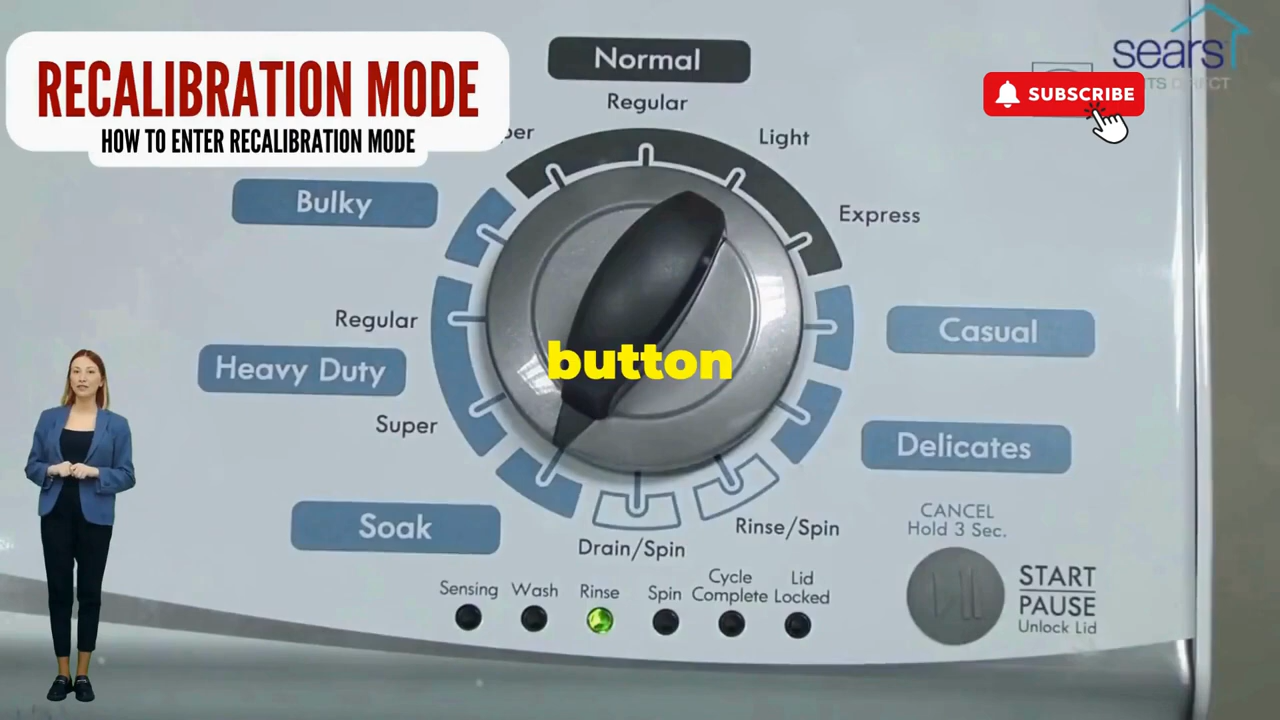 RECALIBRATION MODE
HOW TO ENTER RECALIBRATION MODE
sears
SUBSCRIBE
DIRECT
Normal
Regular
Light
Express
Bulky
Regular
Heavy Duty
Super
Soak
Casual
Delicates
Rinse/Spin
Drain/Spin
button
CANCEL
Hold 3 Sec.
START
PAUSE
Unlock Lid
Sensing
Wash
Rinse
Spin
Cycle
Complete
Lid
Locked